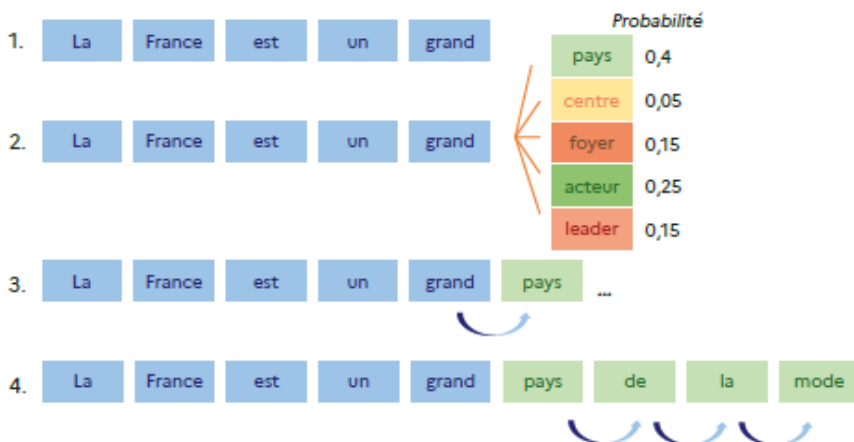 Probabilité
1. La France est un grand
pays 0,4
centre 0,05
2. La France est un grand
foyer 0,15
acteur 0,25
leader 0,15
3. La France est un grand pays ...
4. La France est un grand pays de la mode